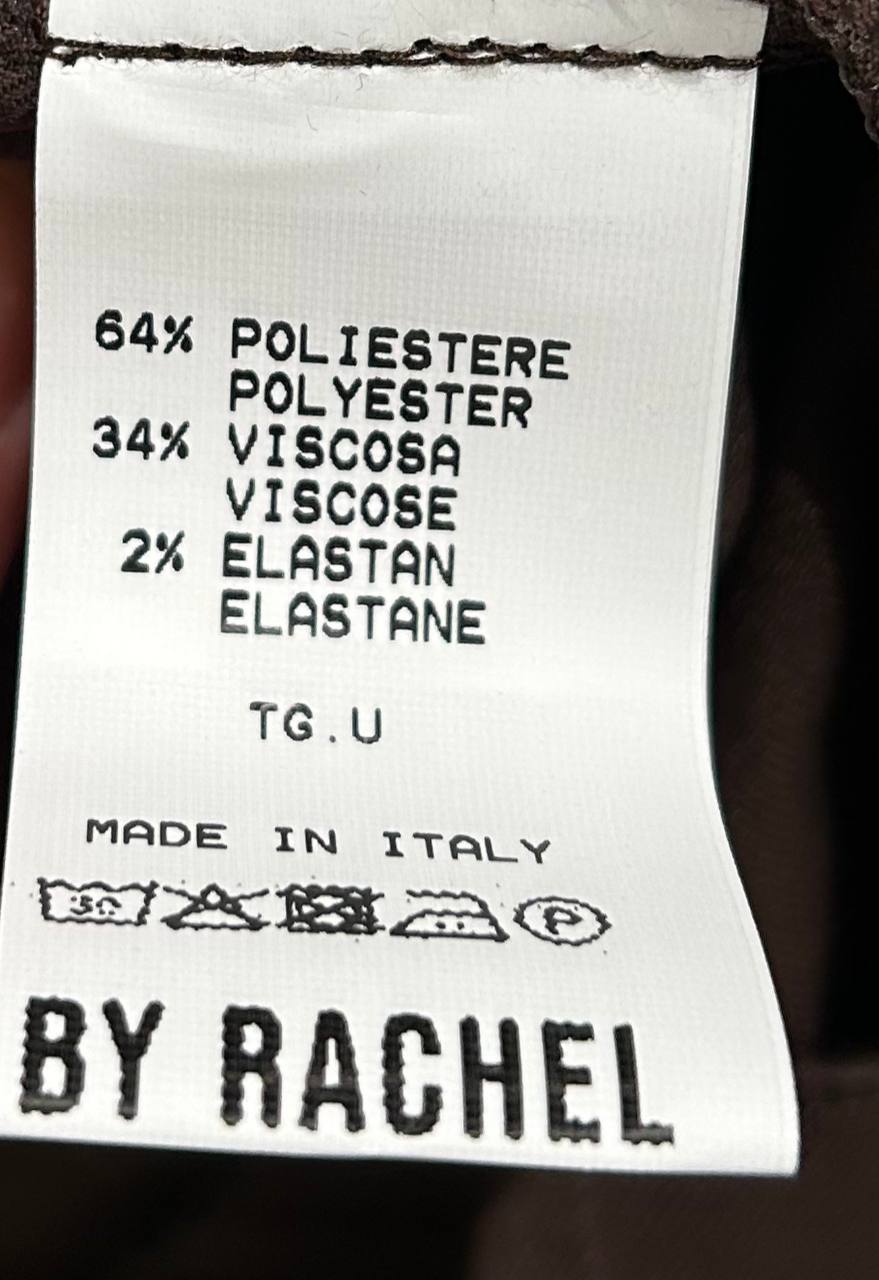 64% POLIESTERE
POLYESTER
34% VISCOSA
VISCOSE
2% ELASTAN
ELASTANE
TG.U
MADE IN ITALY
30 P
BY RACHEL